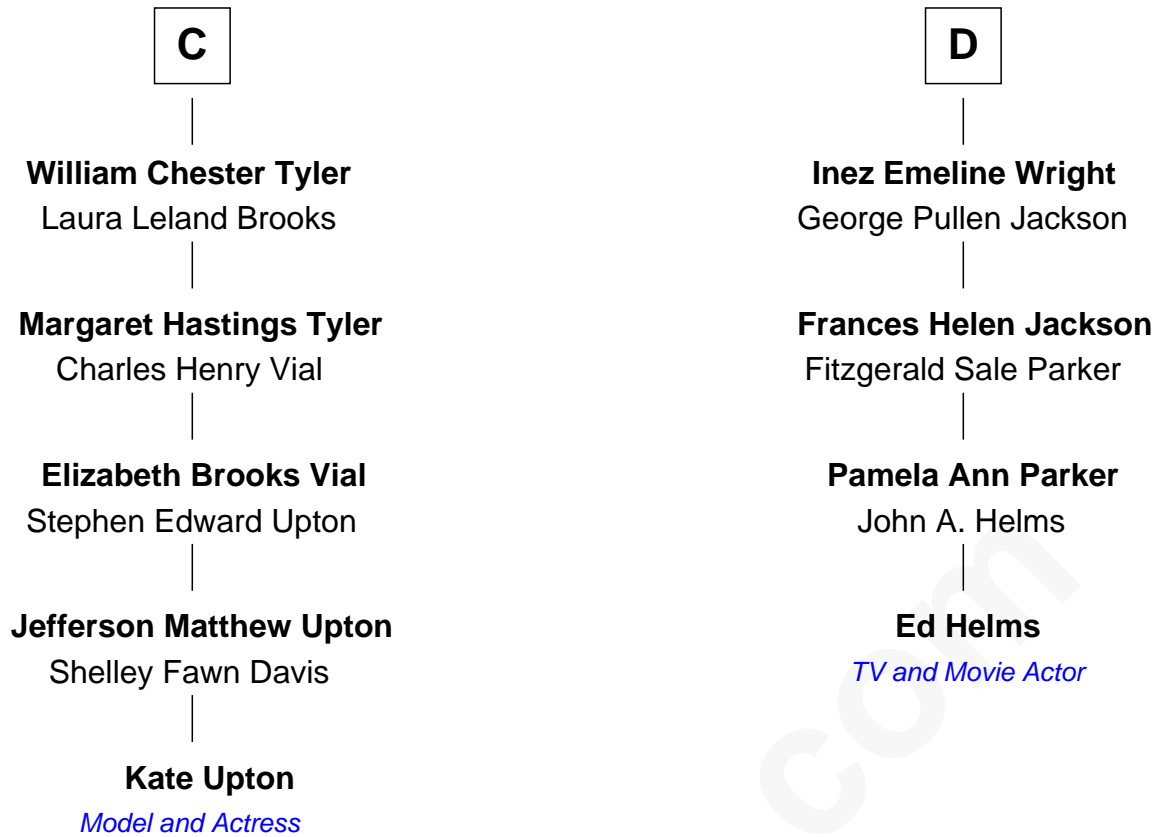 C
William Chester Tyler
Laura Leland Brooks
Margaret Hastings Tyler
Charles Henry Vial
Elizabeth Brooks Vial
Stephen Edward Upton
Jefferson Matthew Upton
Shelley Fawn Davis
Kate Upton
Model and Actress
D
Inez Emeline Wright
George Pullen Jackson
Frances Helen Jackson
Fitzgerald Sale Parker
Pamela Ann Parker
John A. Helms
Ed Helms
TV and Movie Actor
com